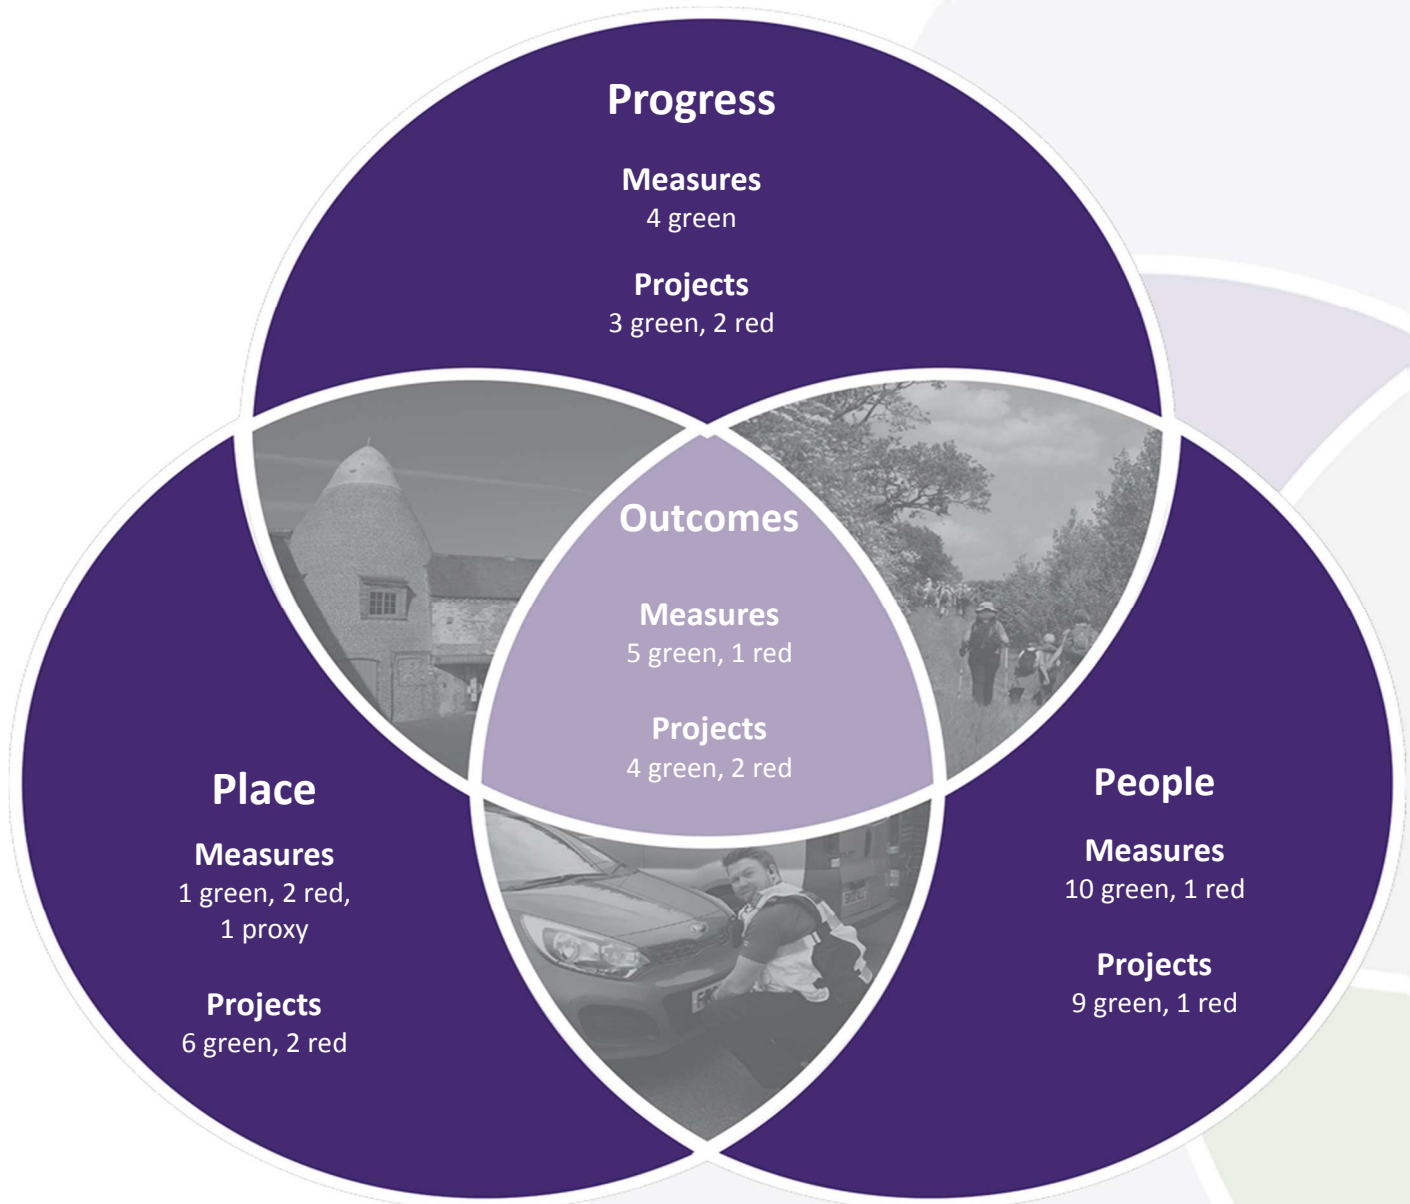 Progress
Measures
4 green
Projects
3 green, 2 red
Outcomes
Measures
5 green, 1 red
Projects
4 green, 2 red
Place
Measures
1 green, 2 red,
1 proxy
Projects
6 green, 2 red
People
Measures
10 green, 1 red
Projects
9 green, 1 red